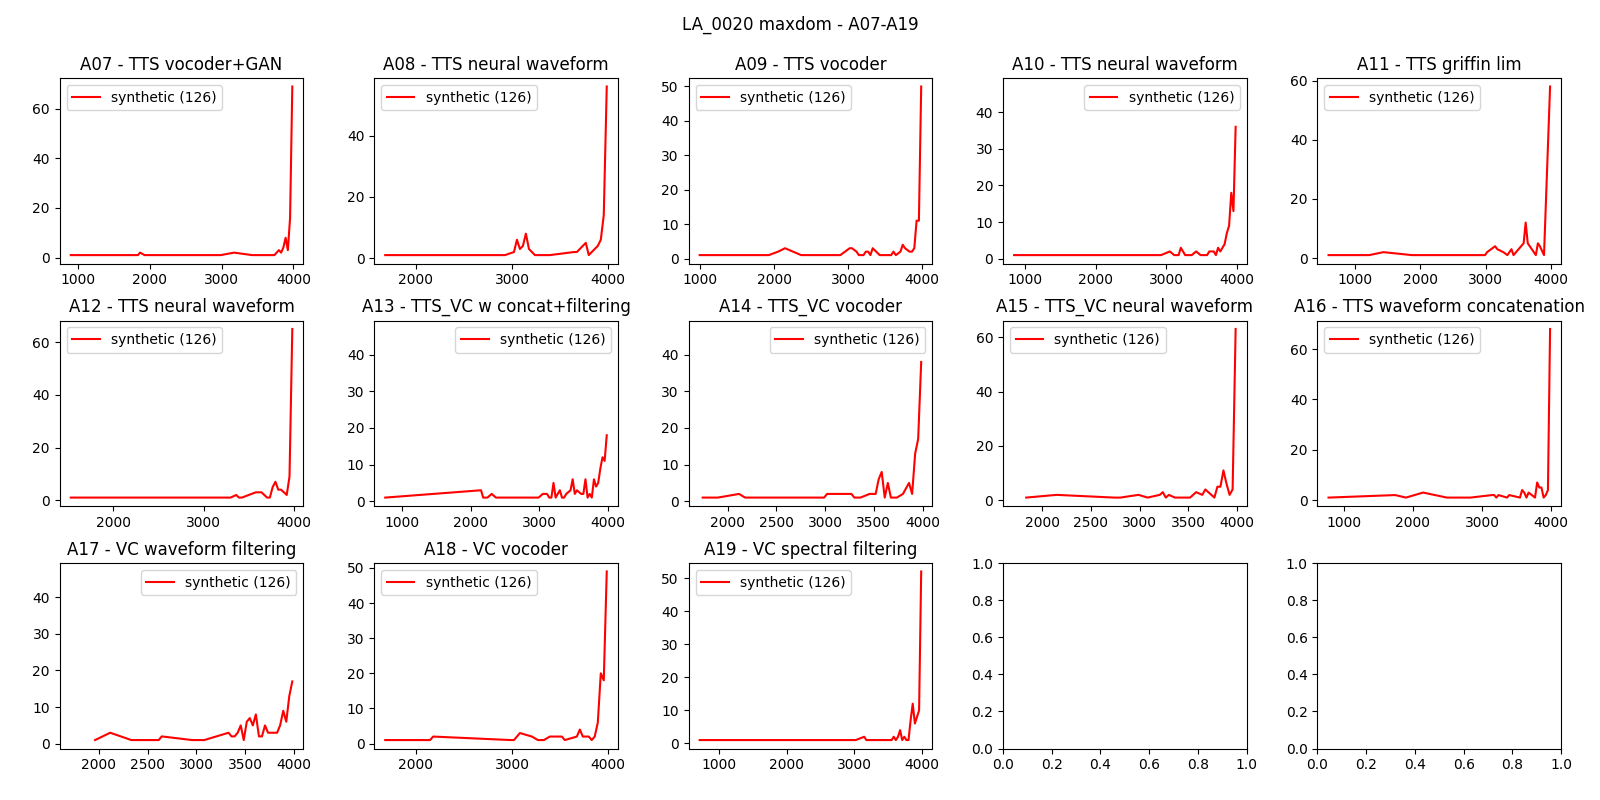 LA_0020 maxdom - A07-A19
A07 - TTS vocoder+GAN
A08 - TTS neural waveform
A09 - TTS vocoder
A10 - TTS neural waveform
A11 - TTS griffin lim
synthetic (126)
synthetic (126)
synthetic (126)
synthetic (126)
synthetic (126)
60
40
20
0
40
20
0
50
40
30
20
10
0
40
30
20
10
0
60
50
40
30
20
10
0
1000 2000 3000 4000
2000 3000 4000
1000 2000 3000 4000
1000 2000 3000 4000
1000 2000 3000 4000
A12 - TTS neural waveform
A13 - TTS_VC w concat+filtering
A14 - TTS_VC vocoder
A15 - TTS_VC neural waveform
A16 - TTS waveform concatenation
synthetic (126)
synthetic (126)
synthetic (126)
synthetic (126)
synthetic (126)
60
40
20
0
40
30
20
10
0
40
30
20
10
0
60
40
20
0
60
40
20
0
2000 3000 4000
1000 2000 3000 4000
2000 2500 3000 3500 4000
2000 2500 3000 3500 4000
1000 2000 3000 4000
A17 - VC waveform filtering
A18 - VC vocoder
A19 - VC spectral filtering
synthetic (126)
synthetic (126)
synthetic (126)
40
30
20
10
0
50
40
30
20
10
0
50
40
30
20
10
0
1.0
0.8
0.6
0.4
0.2
0.0
1.0
0.8
0.6
0.4
0.2
0.0
2000 2500 3000 3500 4000
2000 3000 4000
1000 2000 3000 4000
0.0 0.2 0.4 0.6 0.8 1.0
0.0 0.2 0.4 0.6 0.8 1.0